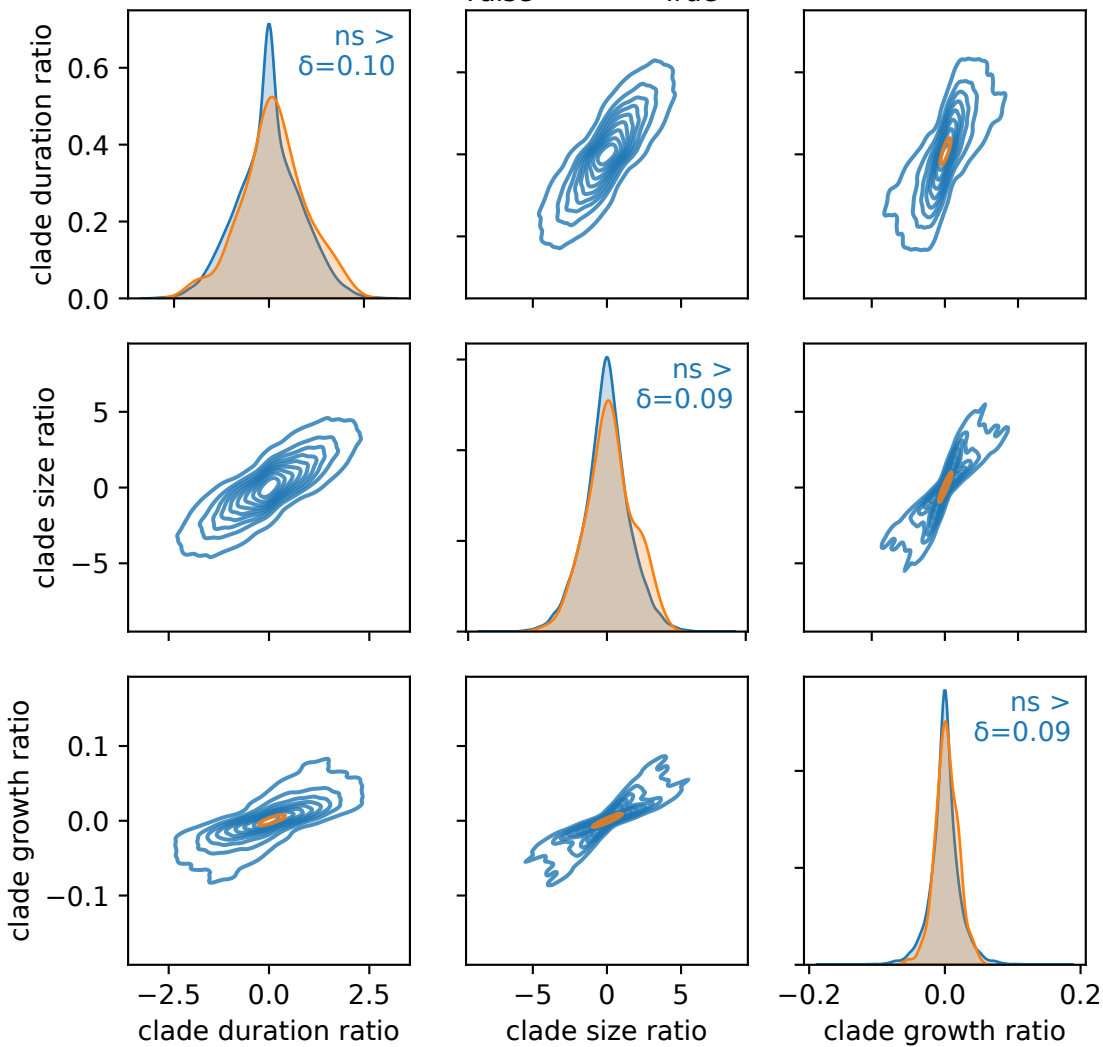 clade duration ratio
0.6
0.4
0.2
0.0
ns >
δ=0.10
clade size ratio
5
0
−5
ns >
δ=0.09
clade growth ratio
0.1
0.0
−0.1
ns >
δ=0.09
−2.5 0.0 2.5
−5 0 5
−0.2 0.0 0.2
clade duration ratio
clade size ratio
clade growth ratio